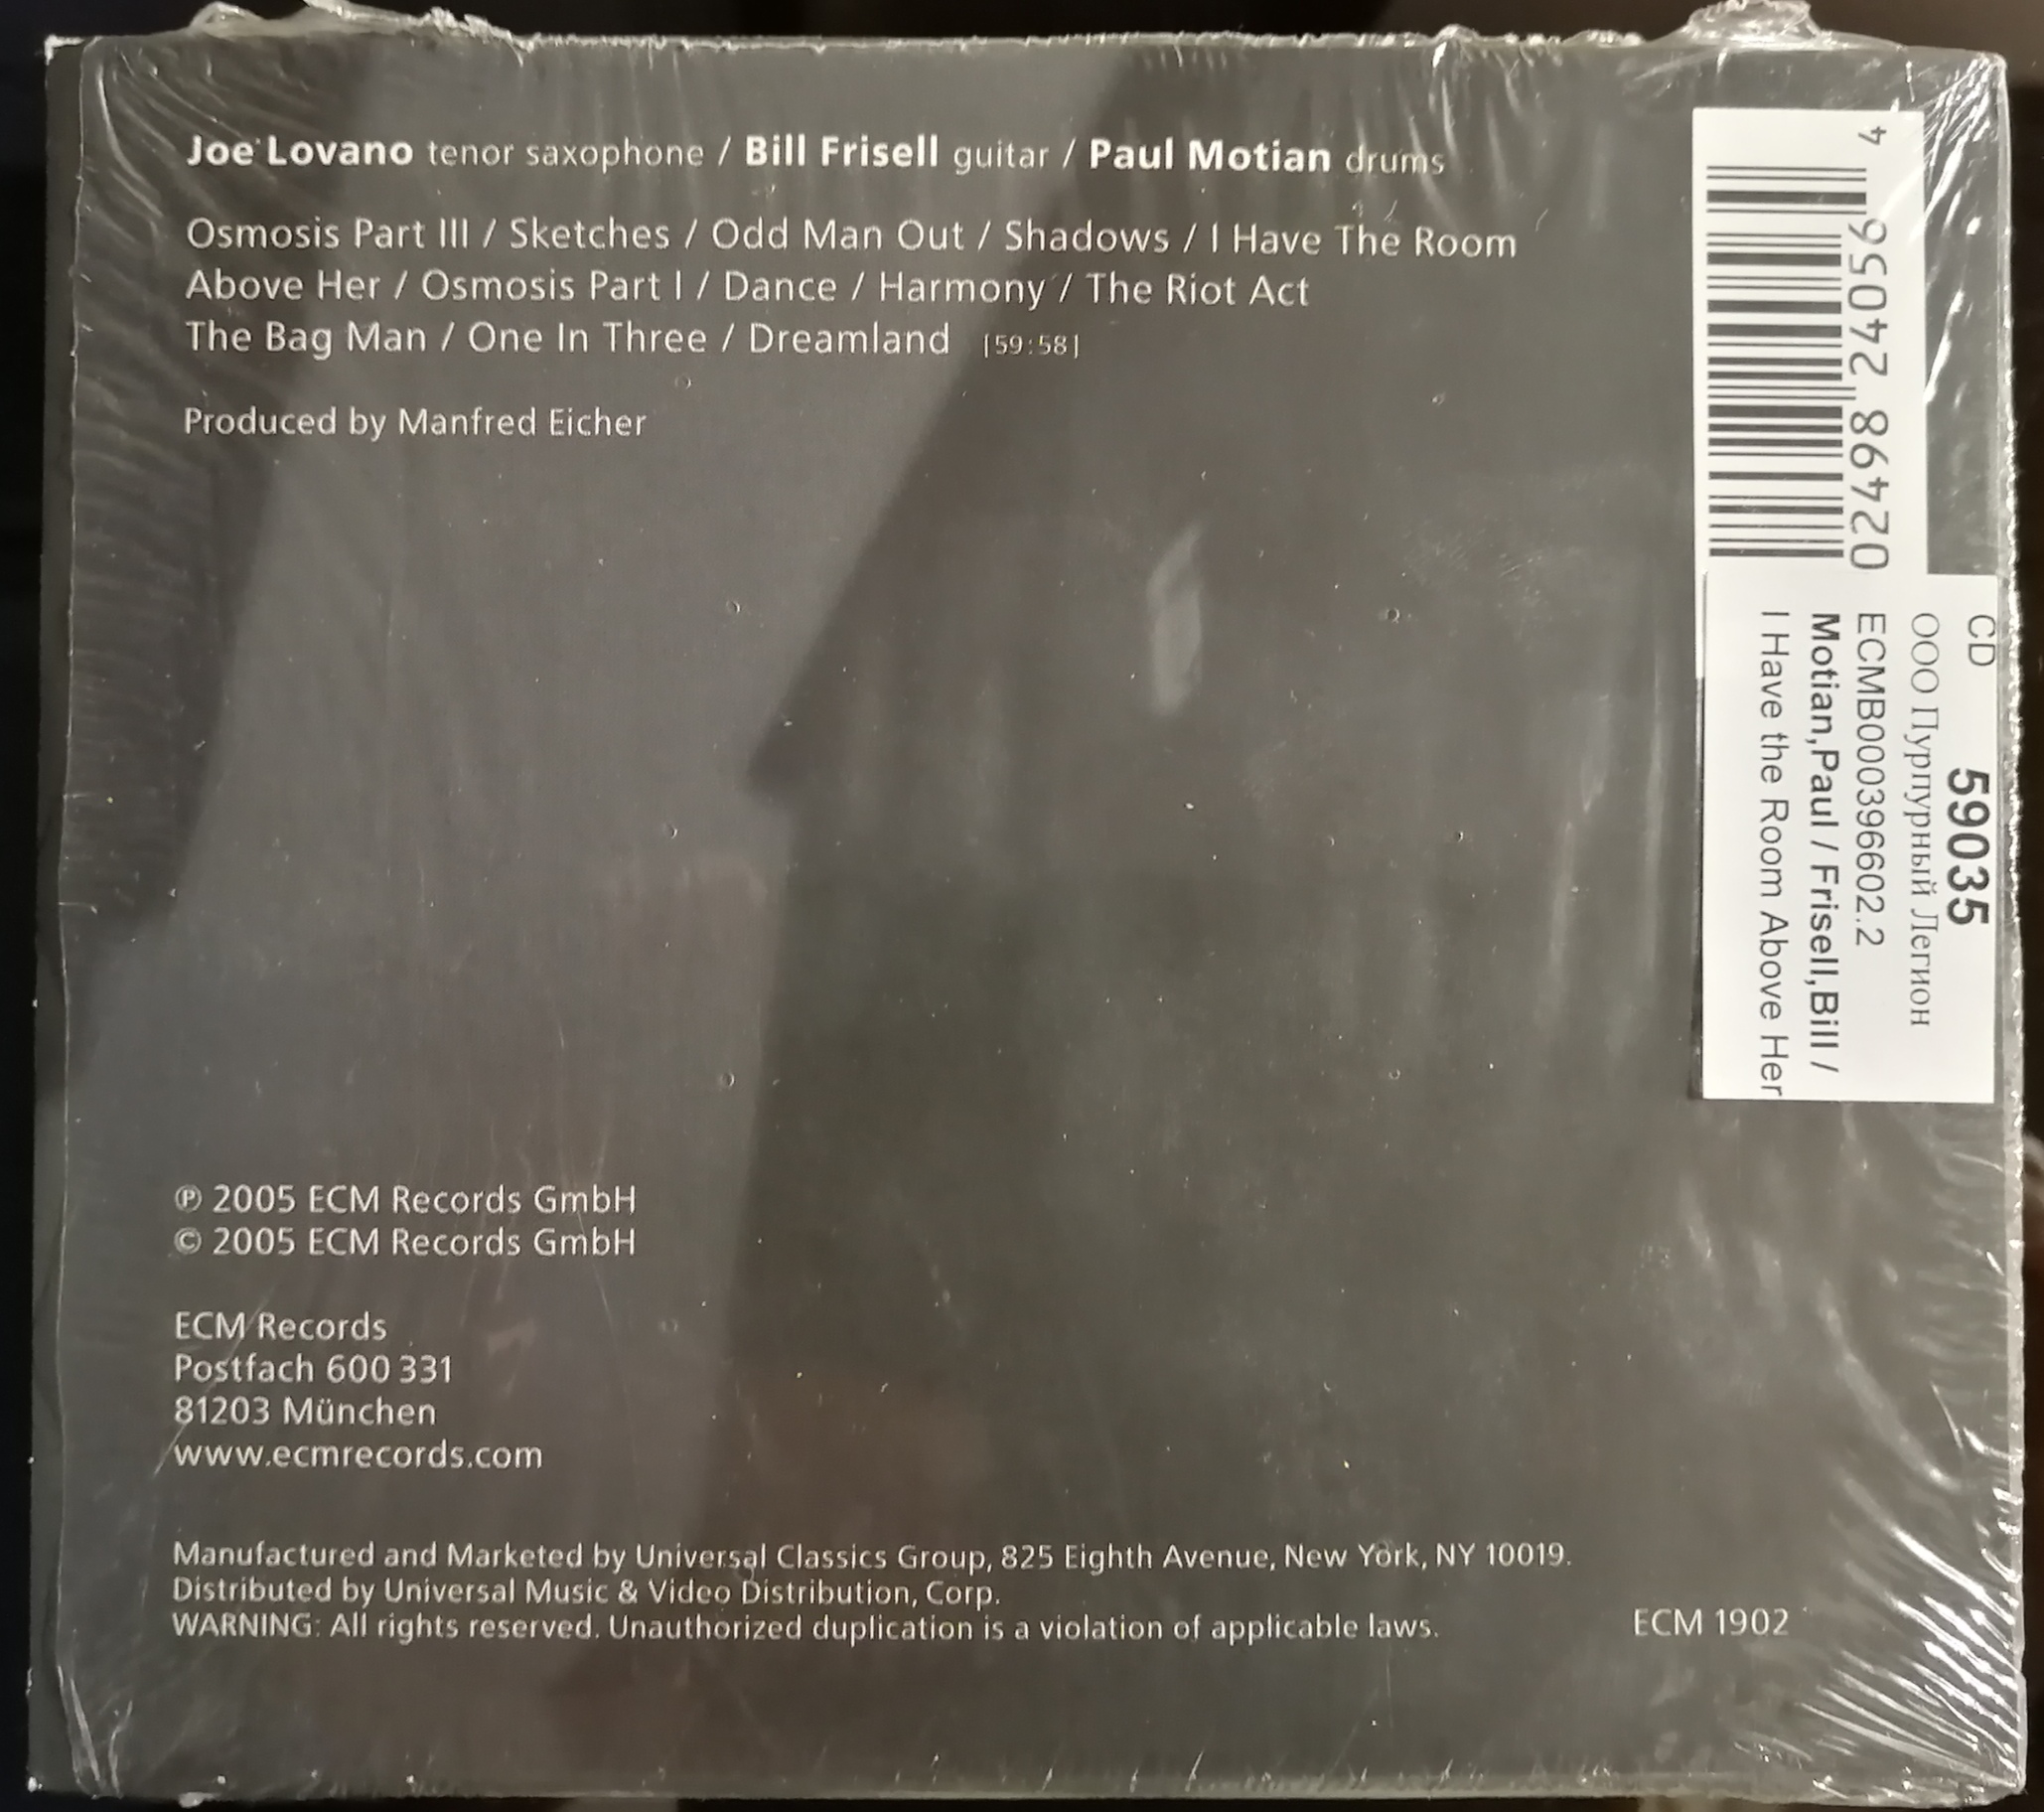 Joe Lovano tenor saxophone / Bill Frisell guitar / Paul Motian drums
Osmosis Part III / Sketches / Odd Man Out / Shadows / I Have The Room
Above Her / Osmosis Part I / Dance / Harmony / The Riot Act
The Bag Man / One In Three / Dreamland [59:58]
Produced by Manfred Eicher
℗ 2005 ECM Records GmbH
© 2005 ECM Records GmbH
ECM Records
Postfach 600 331
81203 München
www.ecmrecords.com
Manufactured and Marketed by Universal Classics Group, 825 Eighth Avenue, New York, NY 10019.
Distributed by Universal Music & Video Distribution, Corp.
WARNING: All rights reserved. Unauthorized duplication is a violation of applicable laws.
ECM 1902
02498 24056 4
CD 59035
ООО Пурпурный Легион
ECMB000396602.2
Motian,Paul / Frisell,Bill /
I Have the Room Above Her